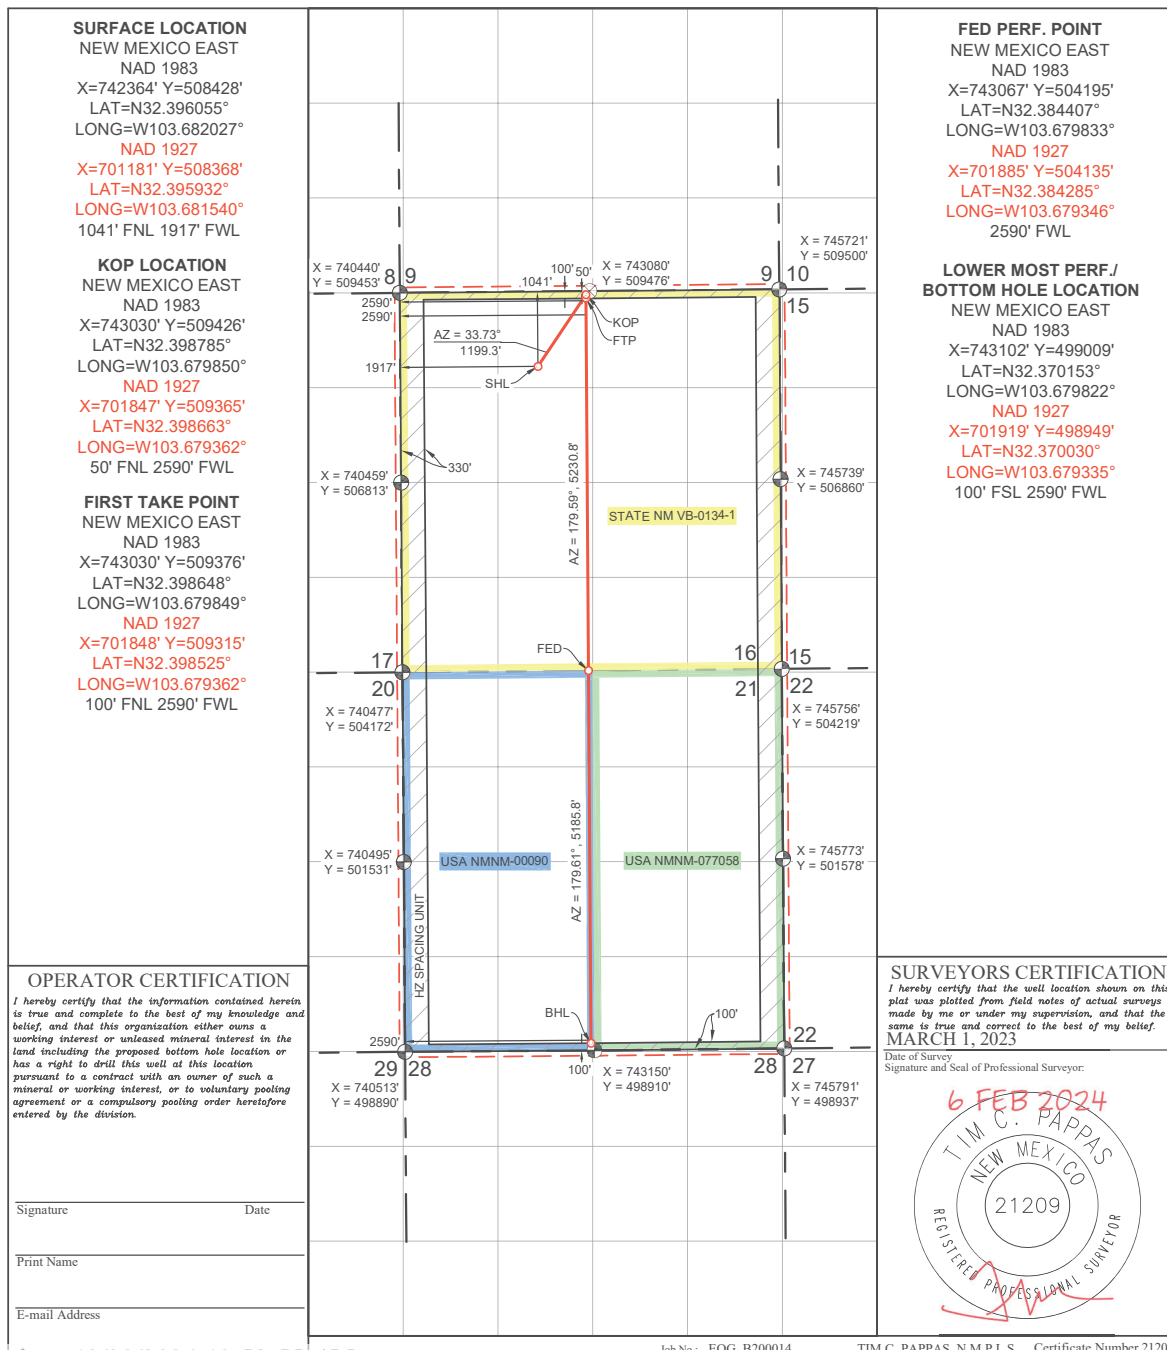 SURFACE LOCATION
NEW MEXICO EAST
NAD 1983
X=742364' Y=508428'
LAT=N32.396055°
LONG=W103.682027°
NAD 1927
X=701181' Y=508368'
LAT=N32.395932°
LONG=W103.681540°
1041' FNL 1917' FWL
KOP LOCATION
NEW MEXICO EAST
NAD 1983
X=743030' Y=509426'
LAT=N32.398785°
LONG=W103.679850°
NAD 1927
X=701847' Y=509365'
LAT=N32.398663°
LONG=W103.679362°
50' FNL 2590' FWL
FIRST TAKE POINT
NEW MEXICO EAST
NAD 1983
X=743030' Y=509376'
LAT=N32.398648°
LONG=W103.679849°
NAD 1927
X=701848' Y=509315'
LAT=N32.398525°
LONG=W103.679362°
100' FNL 2590' FWL
OPERATOR CERTIFICATION
I hereby certify that the information contained herein
is true and complete to the best of my knowledge and
belief, and that this organization either owns a
working interest or unleased mineral interest in the
land including the proposed bottom hole location or
has a right to drill this well at this location
pursuant to a contract with an owner of such a
mineral or working interest, or to voluntary pooling
agreement or a compulsory pooling order heretofore
entered by the division.
Signature Date
Print Name
E-mail Address
X = 740440'
Y = 509453'
8 9
1041'
100' 50'
X = 743080'
Y = 509476'
9 10
15
X = 745721'
Y = 509500'
2590'
2590'
KOP
FTP
AZ = 33.73°
1199.3'
1917'
SHL
330'
X = 740459'
Y = 506813'
AZ = 179.59°, 5230.8'
X = 745739'
Y = 506860'
STATE NM VB-0134-1
FED
17
20
16
21
15
22
X = 740477'
Y = 504172'
X = 745756'
Y = 504219'
AZ = 179.61°, 5185.8'
X = 740495'
Y = 501531'
USA NMNM-00090
USA NMNM-077058
X = 745773'
Y = 501578'
HZ SPACING UNIT
BHL
100'
2590'
100'
29 28
28
22
27
X = 740513'
Y = 498890'
X = 743150'
Y = 498910'
X = 745791'
Y = 498937'
FED PERF. POINT
NEW MEXICO EAST
NAD 1983
X=743067' Y=504195'
LAT=N32.384407°
LONG=W103.679833°
NAD 1927
X=701885' Y=504135'
LAT=N32.384285°
LONG=W103.679346°
2590' FWL
LOWER MOST PERF./
BOTTOM HOLE LOCATION
NEW MEXICO EAST
NAD 1983
X=743102' Y=499009'
LAT=N32.370153°
LONG=W103.679822°
NAD 1927
X=701919' Y=498949'
LAT=N32.370030°
LONG=W103.679335°
100' FSL 2590' FWL
SURVEYORS CERTIFICATION
I hereby certify that the well location shown on this
plat was plotted from field notes of actual surveys
made by me or under my supervision, and that the
same is true and correct to the best of my belief.
MARCH 1, 2023
Date of Survey
Signature and Seal of Professional Surveyor:
6 FEB 2024
TIM C. PAPPAS
NEW MEXICO
21209
REGISTERED PROFESSIONAL SURVEYOR
Job No.: EOG_B200014
TIM C. PAPPAS, N.M.P.L.S.
Certificate Number